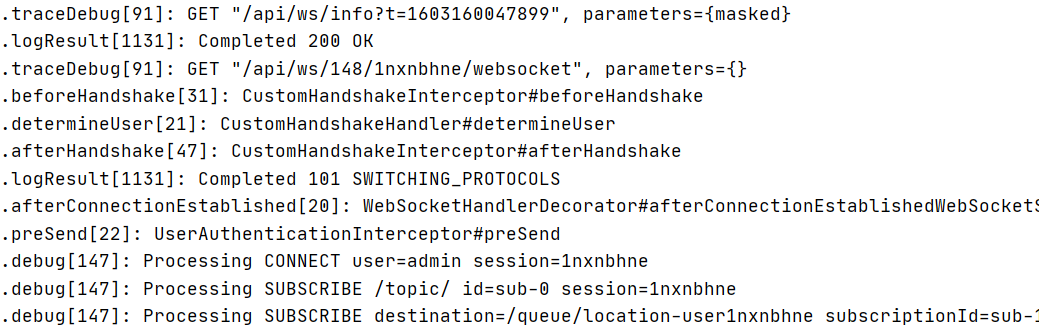 .traceDebug[91]: GET "/api/ws/info?t=1603160047899", parameters={masked}
.logResult[1131]: Completed 200 OK
.traceDebug[91]: GET "/api/ws/148/1nxnbhne/websocket", parameters={}
.beforeHandshake[31]: CustomHandshakeInterceptor#beforeHandshake
.determineUser[21]: CustomHandshakeHandler#determineUser
.afterHandshake[47]: CustomHandshakeInterceptor#afterHandshake
.logResult[1131]: Completed 101 SWITCHING_PROTOCOLS
.afterConnectionEstablished[20]: WebSocketHandlerDecorator#afterConnectionEstablishedWebSocketS
.preSend[22]: UserAuthenticationInterceptor#preSend
.debug[147]: Processing CONNECT user=admin session=1nxnbhne
.debug[147]: Processing SUBSCRIBE /topic/ id=sub-0 session=1nxnbhne
.debug[147]: Processing SUBSCRIBE destination=/queue/location-user1nxnbhne subscriptionId=sub-1